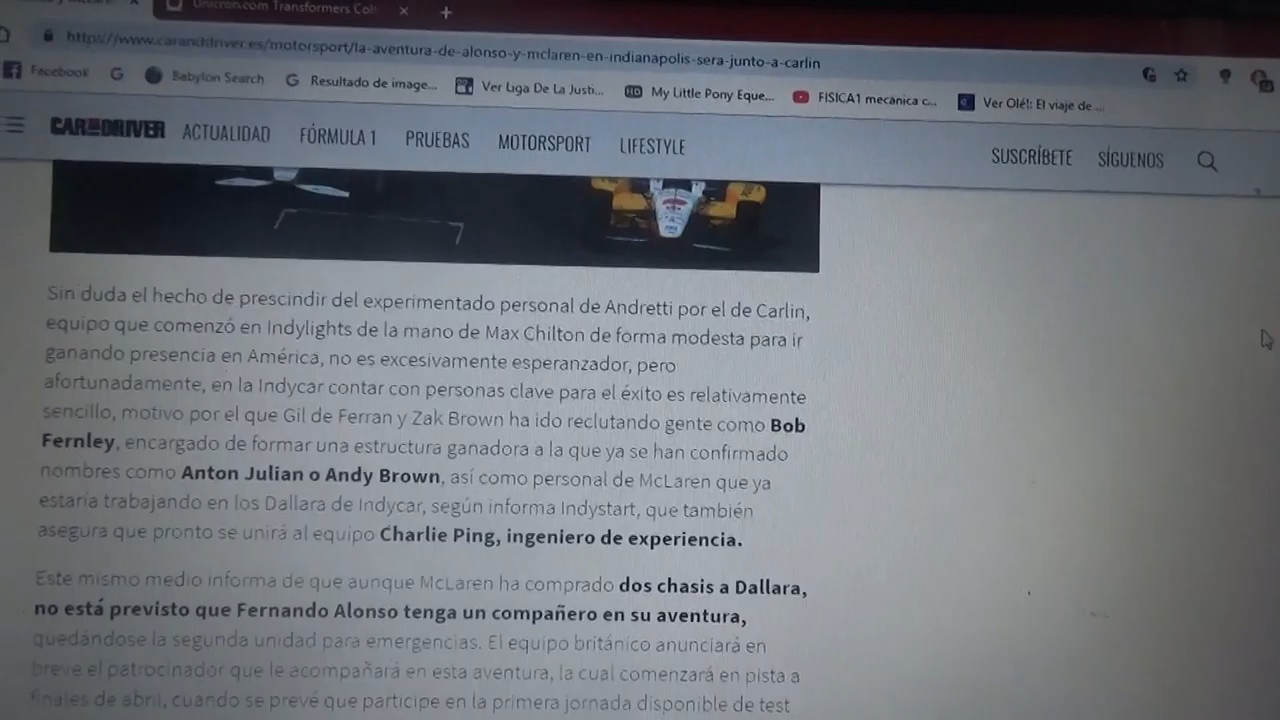 Unicron.com Transformers Col
https://www.caranddriver.es/motorsport/la-aventura-de-alonso-y-mclaren-en-indianapolis-sera-junto-a-carlin
Facebook Babylon Search Resultado de image... Ver Liga De La Justi... My Little Pony Eque... FISICA1 mecánica c... Ver Olé!: El viaje de ...
CAR AND DRIVER ACTUALIDAD FÓRMULA 1 PRUEBAS MOTORSPORT LIFESTYLE SUSCRÍBETE SÍGUENOS
Sin duda el hecho de prescindir del experimentado personal de Andretti por el de Carlin,
equipo que comenzó en Indylights de la mano de Max Chilton de forma modesta para ir
ganando presencia en América, no es excesivamente esperanzador, pero
afortunadamente, en la Indycar contar con personas clave para el éxito es relativamente
sencillo, motivo por el que Gil de Ferran y Zak Brown ha ido reclutando gente como Bob
Fernley, encargado de formar una estructura ganadora a la que ya se han confirmado
nombres como Anton Julian o Andy Brown, así como personal de McLaren que ya
estaría trabajando en los Dallara de Indycar, según informa Indystart, que también
asegura que pronto se unirá al equipo Charlie Ping, ingeniero de experiencia.
Este mismo medio informa de que aunque McLaren ha comprado dos chasis a Dallara,
no está previsto que Fernando Alonso tenga un compañero en su aventura,
quedándose la segunda unidad para emergencias. El equipo británico anunciará en
breve el patrocinador que le acompañará en esta aventura, la cual comenzará en pista a
finales de abril, cuando se prevé que participe en la primera jornada disponible de test